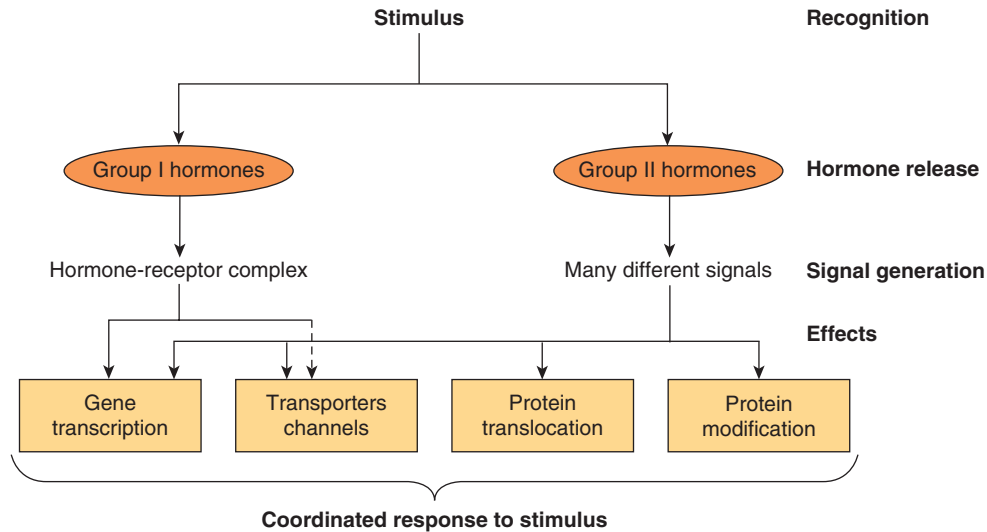 Stimulus
Recognition
Group I hormones
Group II hormones
Hormone release
Hormone-receptor complex
Many different signals
Signal generation
Effects
Gene
transcription
Transporters
channels
Protein
translocation
Protein
modification
Coordinated response to stimulus